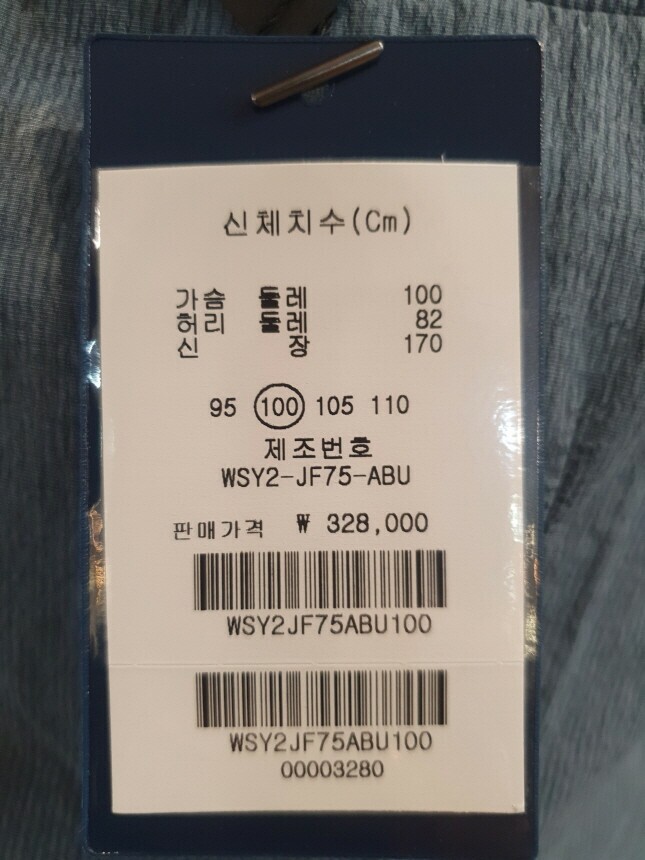 신체치수(Cm)
가슴 둘레 100
허리 둘레 82
신 장 170
95 100 105 110
제조번호
WSY2-JF75-ABU
판매가격 ₩ 328,000
WSY2JF75ABU100
WSY2JF75ABU100
00003280